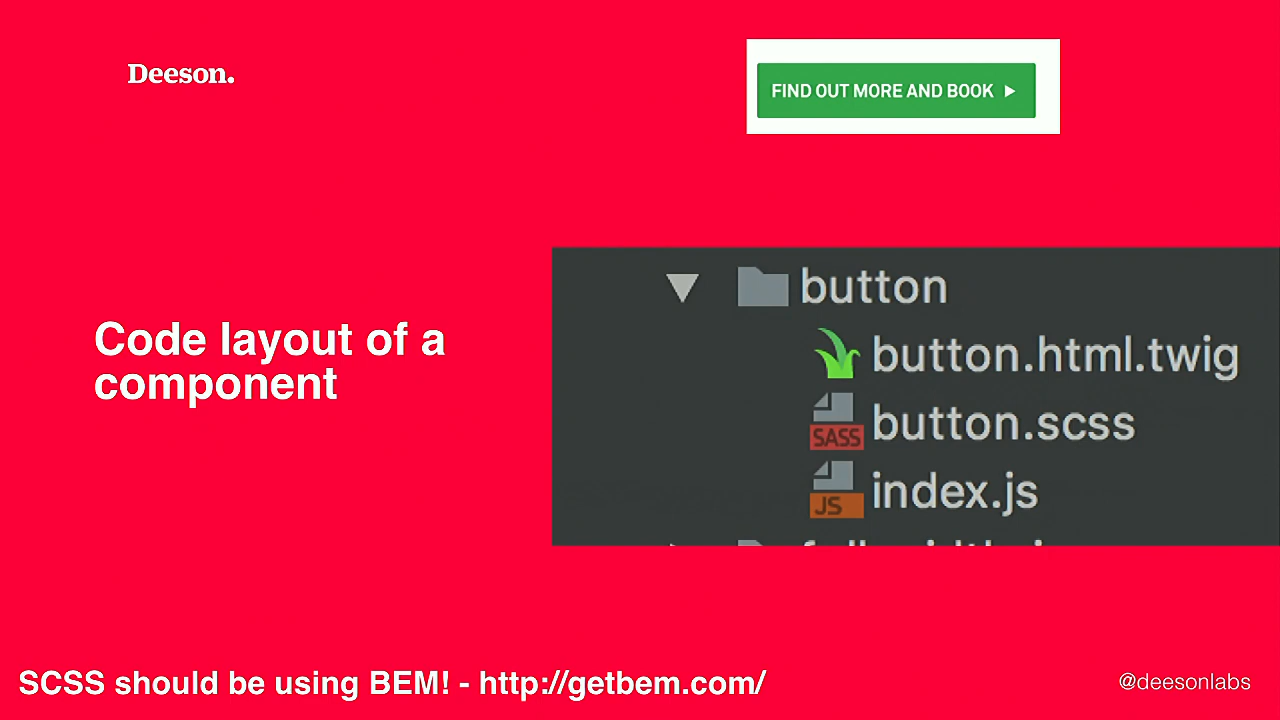 Deeson.
FIND OUT MORE AND BOOK
Code layout of a
component
button
button.html.twig
SASS
button.scss
JS
index.js
SCSS should be using BEM! - http://getbem.com/
@deesonlabs